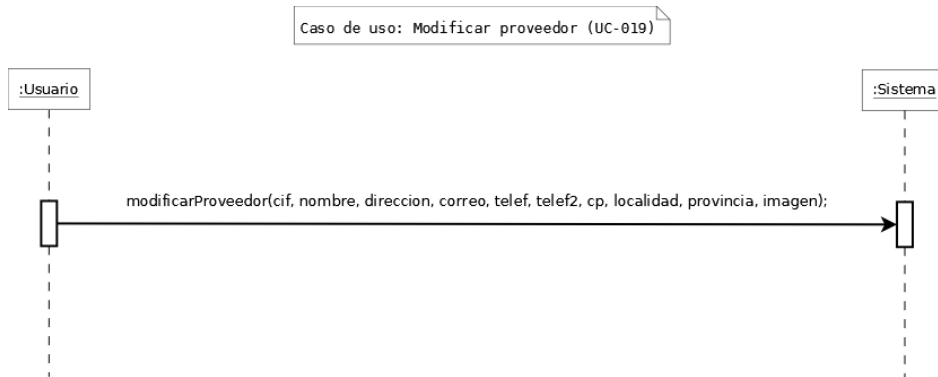 Caso de uso: Modificar proveedor (UC-019)
:Usuario
:Sistema
modificarProveedor(cif, nombre, direccion, correo, telef, telef2, cp, localidad, provincia, imagen);